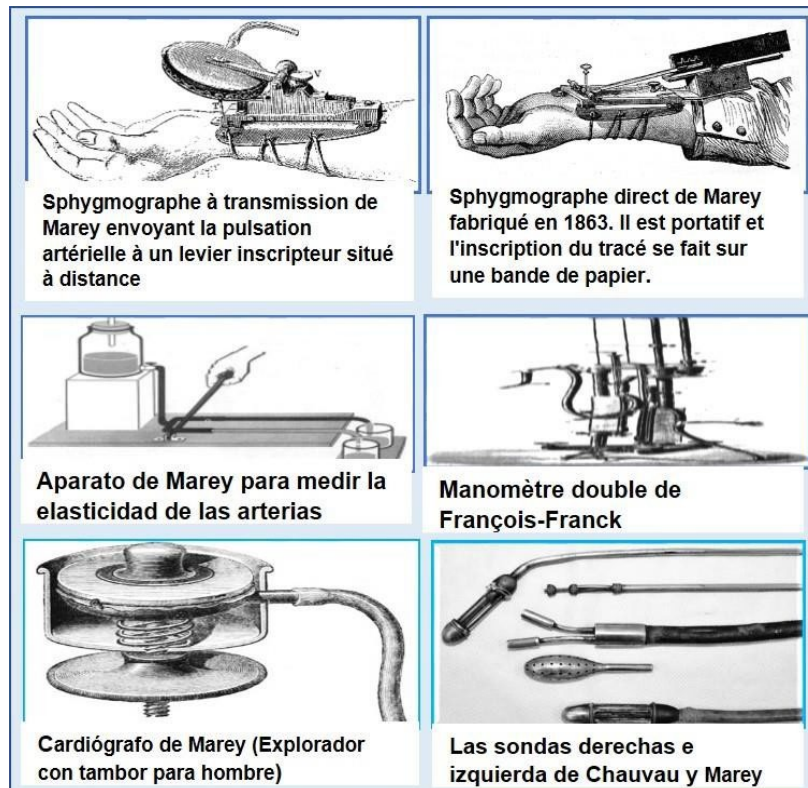 Sphygmographe à transmission de
Marey envoyant la pulsation
artérielle à un levier inscripteur situé
à distance
Sphygmographe direct de Marey
fabriqué en 1863. Il est portatif et
l'inscription du tracé se fait sur
une bande de papier.
Aparato de Marey para medir la
elasticidad de las arterias
Manomètre double de
François-Franck
Cardiógrafo de Marey (Explorador
con tambor para hombre)
Las sondas derechas e
izquierda de Chauvau y Marey